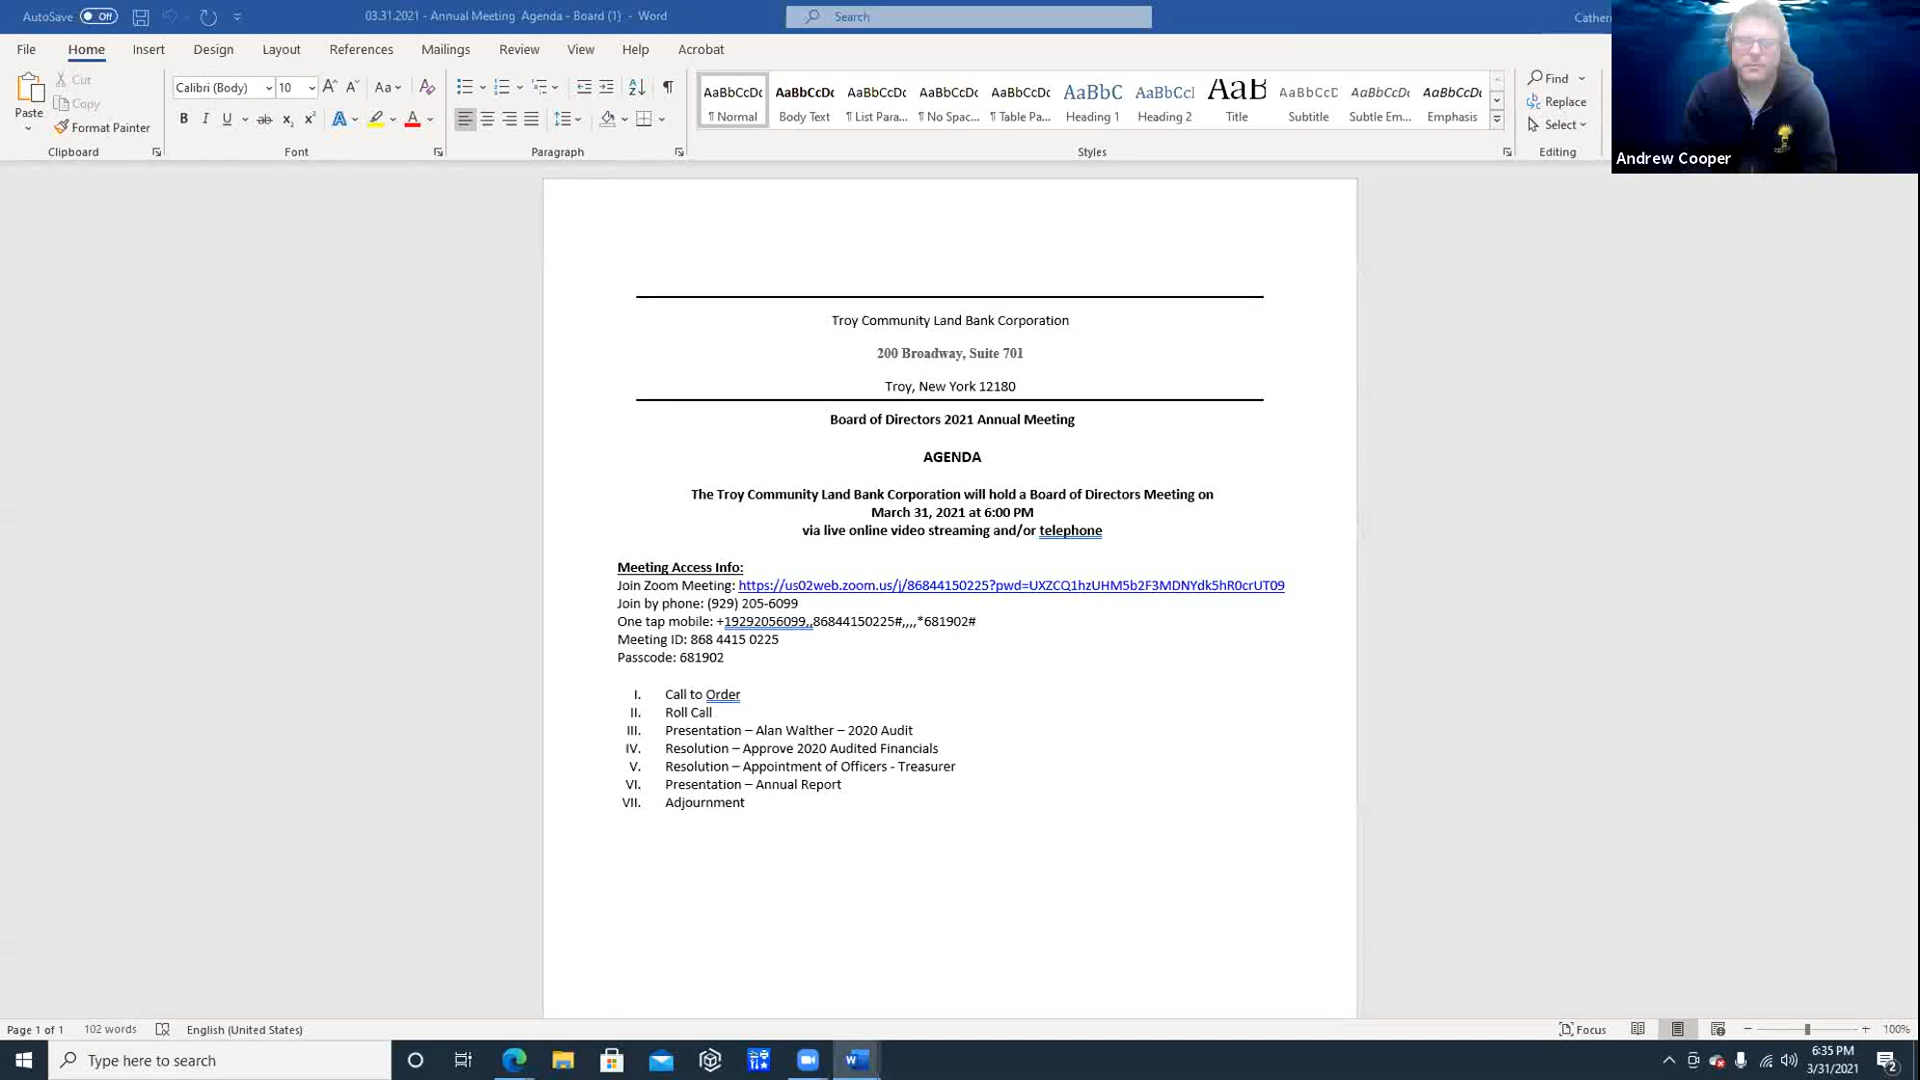 AutoSave Off
03.31.2021 - Annual Meeting Agenda - Board (1) - Word
Search
Cather
File Home Insert Design Layout References Mailings Review View Help Acrobat
Paste
Cut
Copy
Format Painter
Clipboard
Calibri (Body) 10
Font
Paragraph
AaBbCcDc AaBbCcDc AaBbCcDc AaBbCcDc AaBbCcDc AaBbC AaBbCcI AaB AaBbCcD AaBbCcDc AaBbCcDc
¶ Normal Body Text ¶ List Para... ¶ No Spac... ¶ Table Pa... Heading 1 Heading 2 Title Subtitle Subtle Em... Emphasis
Styles
Find
Replace
Select
Editing
Andrew Cooper
Troy Community Land Bank Corporation
200 Broadway, Suite 701
Troy, New York 12180
Board of Directors 2021 Annual Meeting
AGENDA
The Troy Community Land Bank Corporation will hold a Board of Directors Meeting on
March 31, 2021 at 6:00 PM
via live online video streaming and/or telephone
Meeting Access Info:
Join Zoom Meeting: https://us02web.zoom.us/j/86844150225?pwd=UXZCQ1hzUHM5b2F3MDNYdk5hR0crUT09
Join by phone: (929) 205-6099
One tap mobile: +19292056099,,86844150225#,,,,*681902#
Meeting ID: 868 4415 0225
Passcode: 681902
I. Call to Order
II. Roll Call
III. Presentation – Alan Walther – 2020 Audit
IV. Resolution – Approve 2020 Audited Financials
V. Resolution – Appointment of Officers - Treasurer
VI. Presentation – Annual Report
VII. Adjournment
Page 1 of 1 102 words English (United States)
Focus
100%
Type here to search
6:35 PM
3/31/2021
2